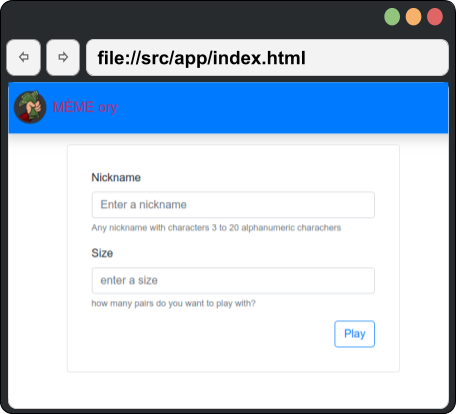 file://src/app/index.html
MEME ory
Nickname
Enter a nickname
Any nickname with characters 3 to 20 alphanumeric charachers
Size
enter a size
how many pairs do you want to play with?
Play